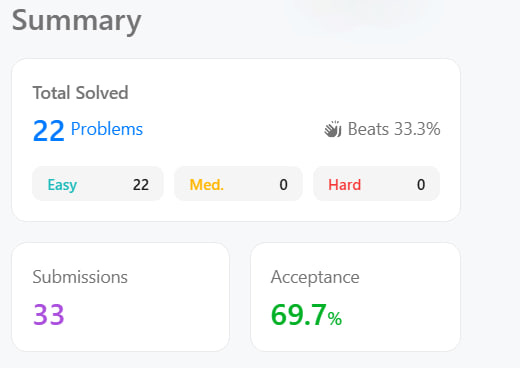 Summary
Total Solved
22 Problems Beats 33.3%
Easy 22 Med. 0 Hard 0
Submissions Acceptance
33 69.7%